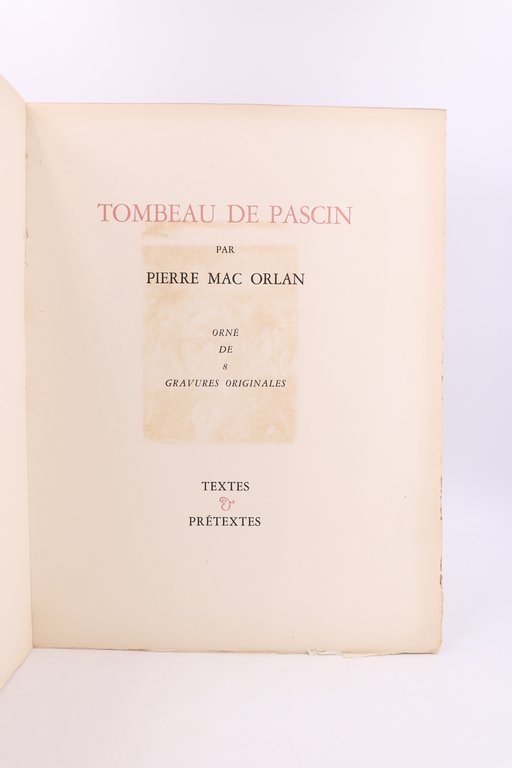 TOMBEAU DE PASCIN
PAR
PIERRE MAC ORLAN
ORNÉ
DE
8
GRAVURES ORIGINALES
TEXTES
&
PRÉTEXTES